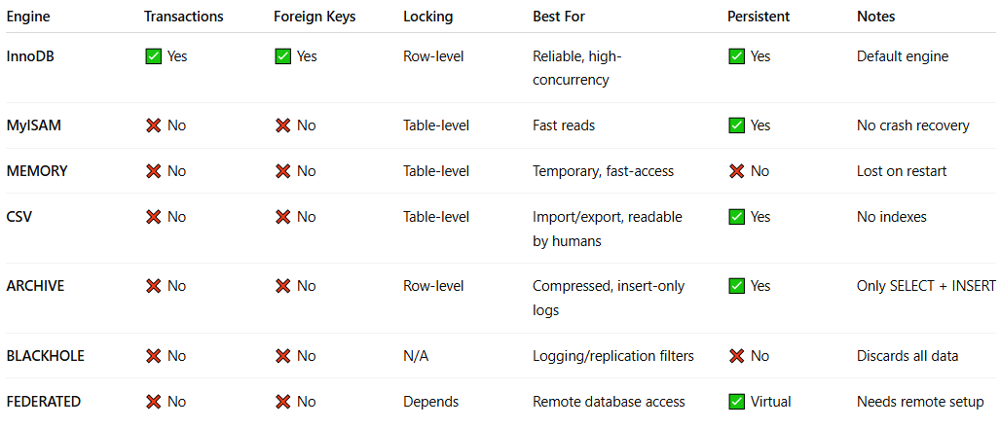 Engine Transactions Foreign Keys Locking Best For Persistent Notes
InnoDB ✅ Yes ✅ Yes Row-level Reliable, high-
concurrency ✅ Yes Default engine
MyISAM ❌ No ❌ No Table-level Fast reads ✅ Yes No crash recovery
MEMORY ❌ No ❌ No Table-level Temporary, fast-access ❌ No Lost on restart
CSV ❌ No ❌ No Table-level Import/export, readable
by humans ✅ Yes No indexes
ARCHIVE ❌ No ❌ No Row-level Compressed, insert-only
logs ✅ Yes Only SELECT + INSERT
BLACKHOLE ❌ No ❌ No N/A Logging/replication filters ❌ No Discards all data
FEDERATED ❌ No ❌ No Depends Remote database access ✅ Virtual Needs remote setup